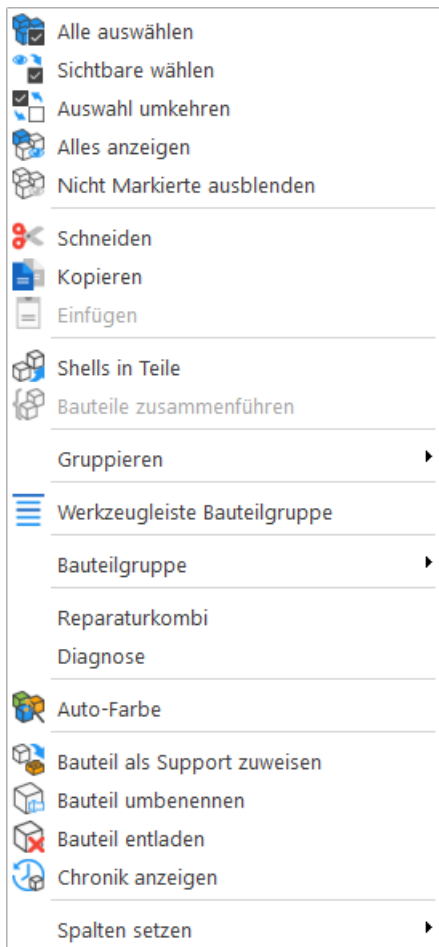 Alle auswählen
Sichtbare wählen
Auswahl umkehren
Alles anzeigen
Nicht Markierte ausblenden
Schneiden
Kopieren
Einfügen
Shells in Teile
Bauteile zusammenführen
Gruppieren
Werkzeugleiste Bauteilgruppe
Bauteilgruppe
Reparaturkombi
Diagnose
Auto-Farbe
Bauteil als Support zuweisen
Bauteil umbenennen
Bauteil entladen
Chronik anzeigen
Spalten setzen